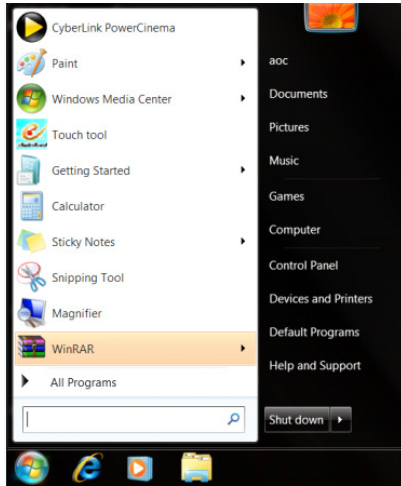 CyberLink PowerCinema
Paint
Windows Media Center
Touch tool
Getting Started
Calculator
Sticky Notes
Snipping Tool
Magnifier
WinRAR
All Programs
aoc
Documents
Pictures
Music
Games
Computer
Control Panel
Devices and Printers
Default Programs
Help and Support
Shut down